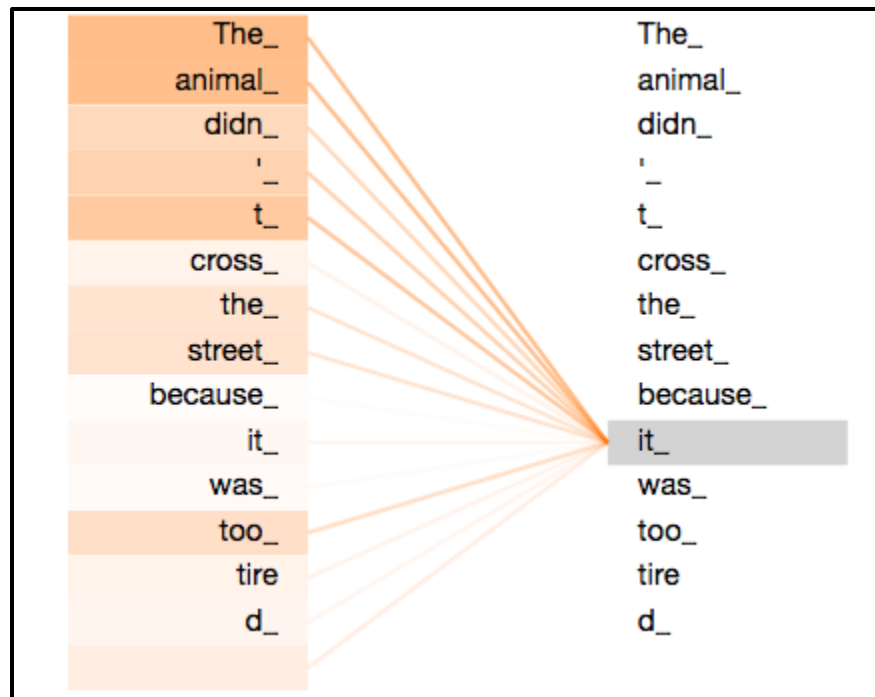 The_ The_
animal_ animal_
didn_ didn_
'_ '_
t_ t_
cross_ cross_
the_ the_
street_ street_
because_ because_
it_ it_
was_ was_
too_ too_
tire tire
d_ d_